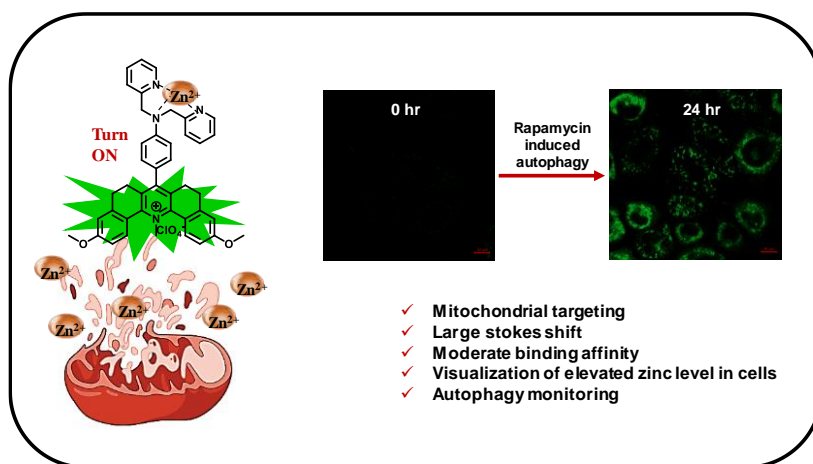 N
Zn2+
N
N
Turn
ON
⊕
N
ClO4-
O
O
Zn2+
Zn2+
Zn2+
Zn2+
Zn2+
0 hr
Rapamycin
induced
autophagy
24 hr
✓ Mitochondrial targeting
✓ Large stokes shift
✓ Moderate binding affinity
✓ Visualization of elevated zinc level in cells
✓ Autophagy monitoring